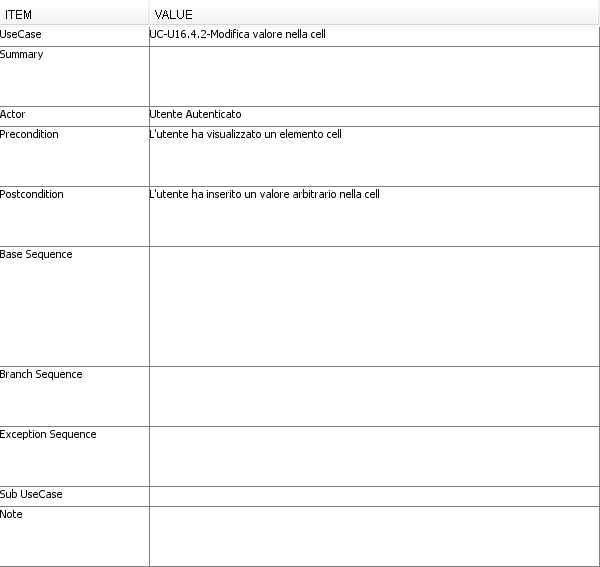 ITEM VALUE
UseCase UC-U16.4.2-Modifica valore nella cell
Summary
Actor Utente Autenticato
Precondition L'utente ha visualizzato un elemento cell
Postcondition L'utente ha inserito un valore arbitrario nella cell
Base Sequence
Branch Sequence
Exception Sequence
Sub UseCase
Note